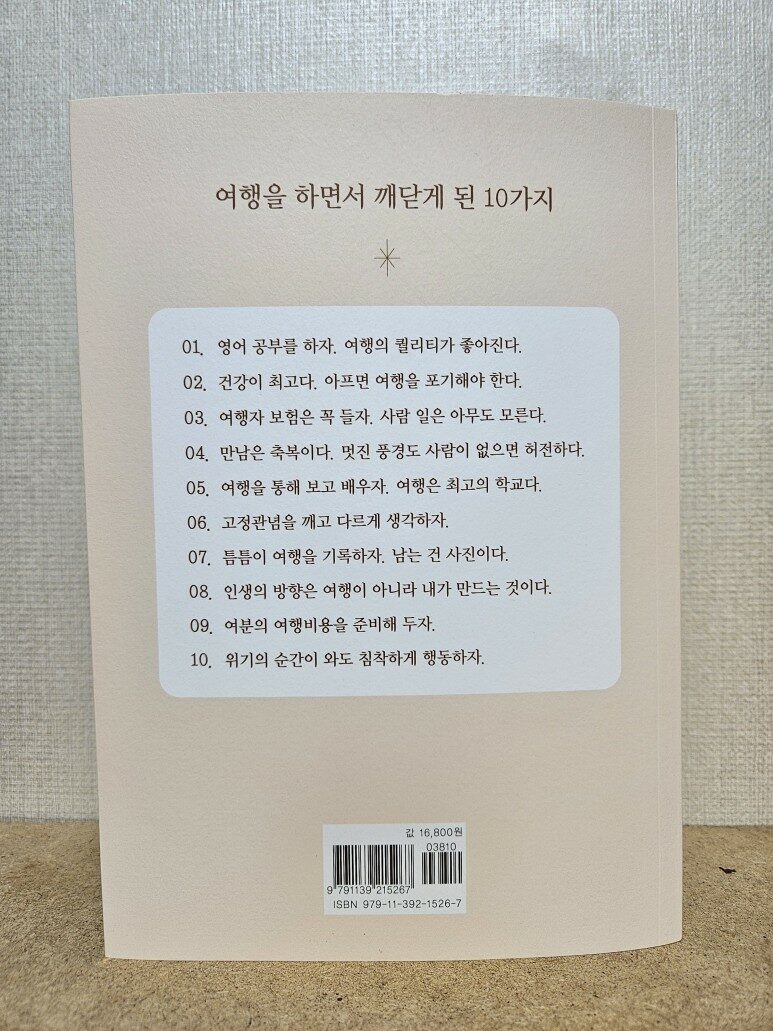 여행을 하면서 깨닫게 된 10가지
01. 영어 공부를 하자. 여행의 퀄리티가 좋아진다.
02. 건강이 최고다. 아프면 여행을 포기해야 한다.
03. 여행자 보험은 꼭 들자. 사람 일은 아무도 모른다.
04. 만남은 축복이다. 멋진 풍경도 사람이 없으면 허전하다.
05. 여행을 통해 보고 배우자. 여행은 최고의 학교다.
06. 고정관념을 깨고 다르게 생각하자.
07. 틈틈이 여행을 기록하자. 남는 건 사진이다.
08. 인생의 방향은 여행이 아니라 내가 만드는 것이다.
09. 여분의 여행비용을 준비해 두자.
10. 위기의 순간이 와도 침착하게 행동하자.
값 16,800원
03810
9 791139 215267
ISBN 979-11-392-1526-7